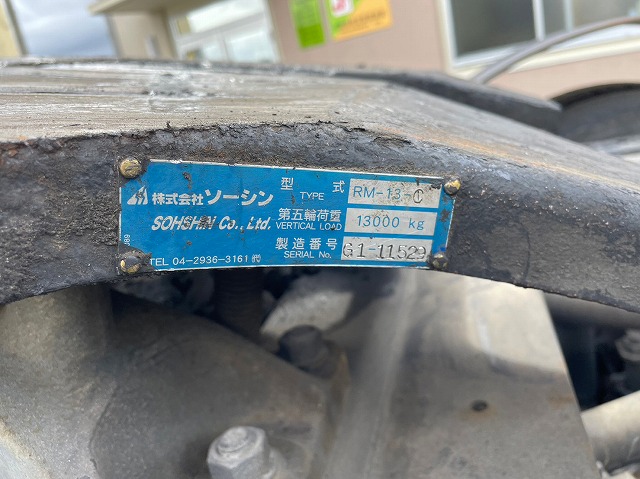 株式会社ソーシン
SOHSHIN Co., Ltd.
TEL 04-2936-3161 ㈹
型 式 RM-13-C
TYPE
第五輪荷重 13000 kg
VERTICAL LOAD
製造番号 G1-11529
SERIAL No.